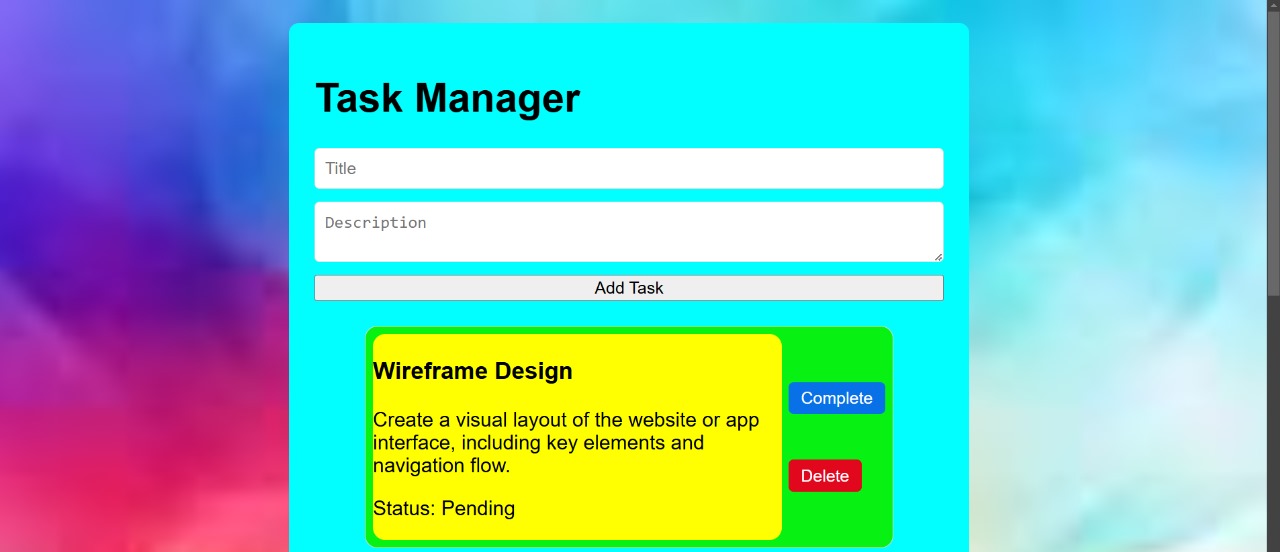 Task Manager
Title
Description
Add Task
Wireframe Design
Create a visual layout of the website or app
interface, including key elements and
navigation flow.
Status: Pending
Complete
Delete